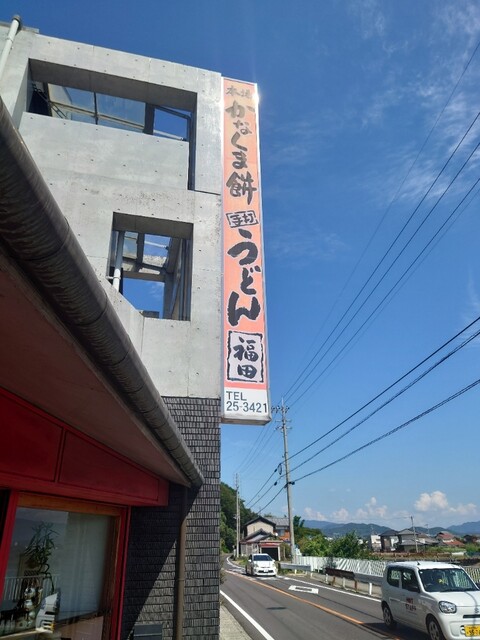 本場
かなくま餅
手打
うどん
福田
TEL
25-3421